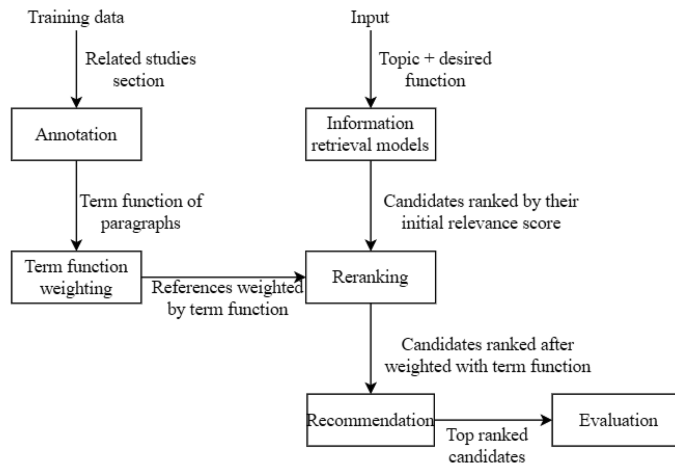 Training data
Input
Related studies
section
Topic + desired
function
Annotation
Information
retrieval models
Term function of
paragraphs
Candidates ranked by their
initial relevance score
Term function
weighting
References weighted
by term function
Reranking
Candidates ranked after
weighted with term function
Recommendation
Top ranked
candidates
Evaluation